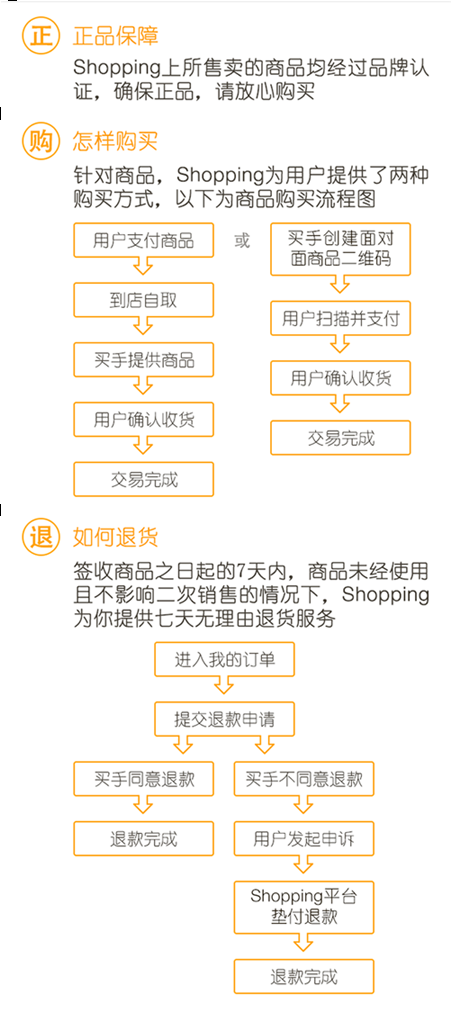 正 正品保障
Shopping上所售卖的商品均经过品牌认
证，确保正品，请放心购买
购 怎样购买
针对商品，Shopping为用户提供了两种
购买方式，以下为商品购买流程图
用户支付商品
到店自取
买手提供商品
用户确认收货
交易完成
或
买手创建面对
面商品二维码
用户扫描并支付
用户确认收货
交易完成
退 如何退货
签收商品之日起的7天内，商品未经使用
且不影响二次销售的情况下，Shopping
为你提供七天无理由退货服务
进入我的订单
提交退款申请
买手同意退款
退款完成
买手不同意退款
用户发起申诉
Shopping平台
垫付退款
退款完成